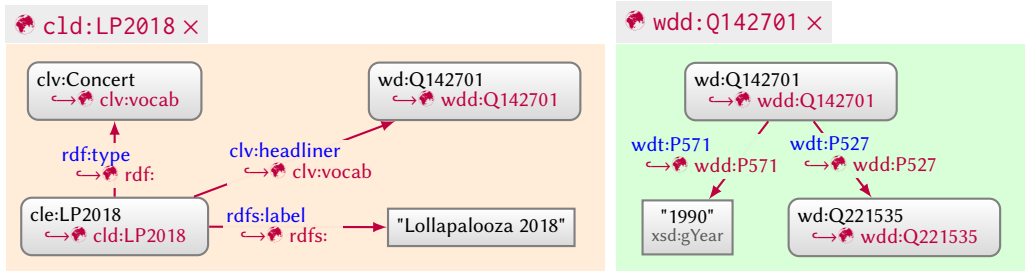 cld:LP2018 ×
clv:Concert
↪ clv:vocab
wd:Q142701
↪ wdd:Q142701
rdf:type
↪ rdf:
clv:headliner
↪ clv:vocab
cle:LP2018
↪ cld:LP2018
rdfs:label
↪ rdfs:
"Lollapalooza 2018"
wdd:Q142701 ×
wd:Q142701
↪ wdd:Q142701
wdt:P571
↪ wdd:P571
wdt:P527
↪ wdd:P527
"1990"
xsd:gYear
wd:Q221535
↪ wdd:Q221535